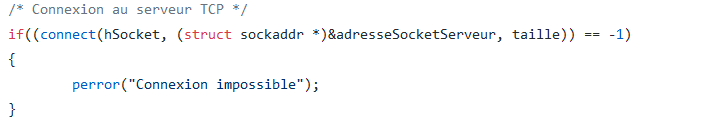 /* Connexion au serveur TCP */
if((connect(hSocket, (struct sockaddr *)&adresseSocketServeur, taille)) == -1)
{
perror("Connexion impossible");
}